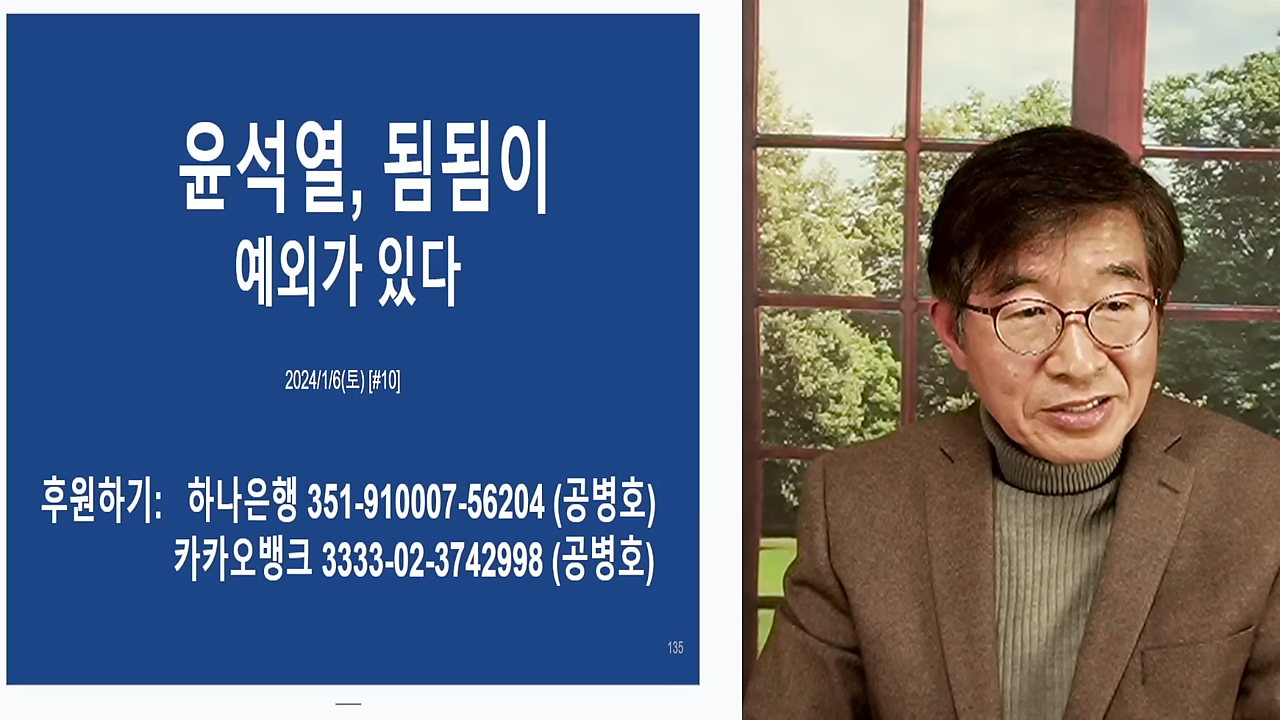 윤석열, 됨됨이
예외가 있다
2024/1/6(토) [#10]
후원하기: 하나은행 351-910007-56204 (공병호)
카카오뱅크 3333-02-3742998 (공병호)
135